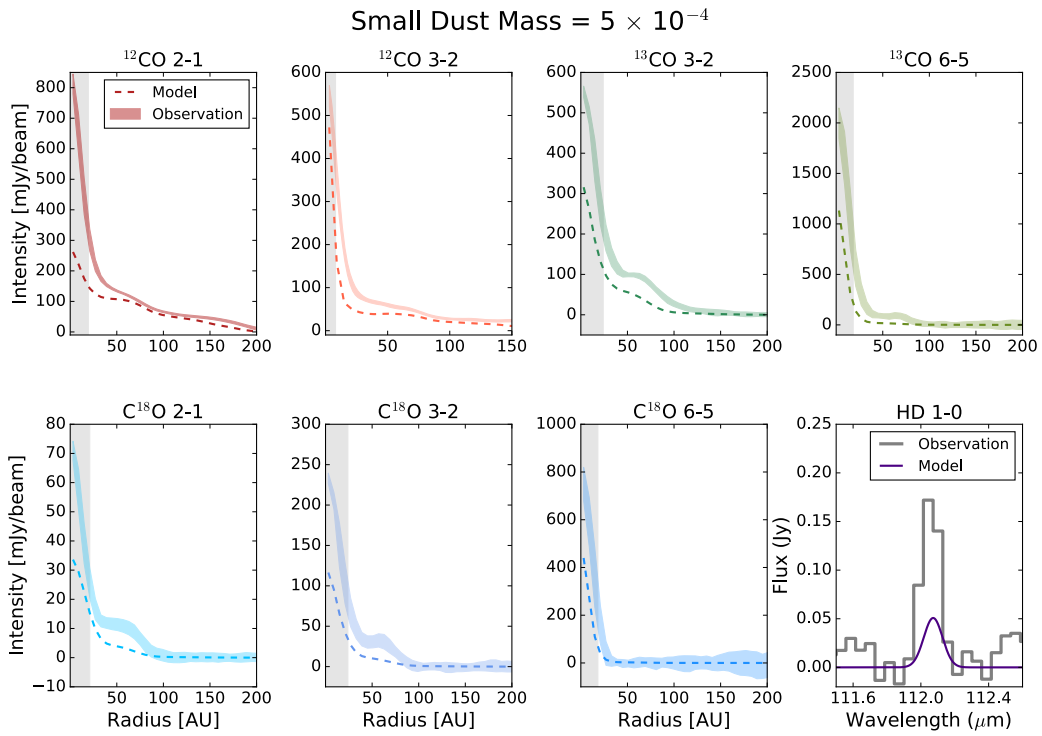 Small Dust Mass = 5 × 10⁻⁴
¹²CO 2-1
¹²CO 3-2
¹³CO 3-2
¹³CO 6-5
Intensity [mJy/beam]
800
700
600
500
400
300
200
100
0
Model
Observation
50 100 150 200
600
500
400
300
200
100
0
50 100 150
600
500
400
300
200
100
0
50 100 150 200
2500
2000
1500
1000
500
0
50 100 150 200
C¹⁸O 2-1
C¹⁸O 3-2
C¹⁸O 6-5
HD 1-0
Intensity [mJy/beam]
80
70
60
50
40
30
20
10
0
−10
50 100 150 200
Radius [AU]
300
250
200
150
100
50
0
50 100 150 200
Radius [AU]
1000
800
600
400
200
0
50 100 150 200
Radius [AU]
Flux (Jy)
0.25
0.20
0.15
0.10
0.05
0.00
Observation
Model
111.6 112.0 112.4
Wavelength (μm)